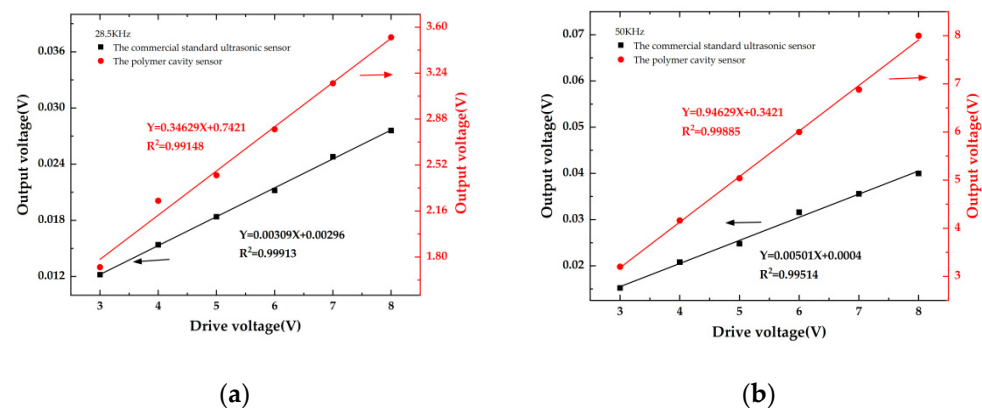 28.5KHz
The commercial standard ultrasonic sensor
The polymer cavity sensor
Y=0.34629X+0.7421
R²=0.99148
Y=0.00309X+0.00296
R²=0.99913
Output voltage(V)
0.036
0.030
0.024
0.018
0.012
3.60
3.24
2.88
2.52
2.16
1.80
Output voltage(V)
3 4 5 6 7 8
Drive voltage(V)
(a)
50KHz
The commercial standard ultrasonic sensor
The polymer cavity sensor
Y=0.94629X+0.3421
R²=0.99885
Y=0.00501X+0.0004
R²=0.99514
Output voltage(V)
0.07
0.06
0.05
0.04
0.03
0.02
8
7
6
5
4
3
Output voltage(V)
3 4 5 6 7 8
Drive voltage(V)
(b)